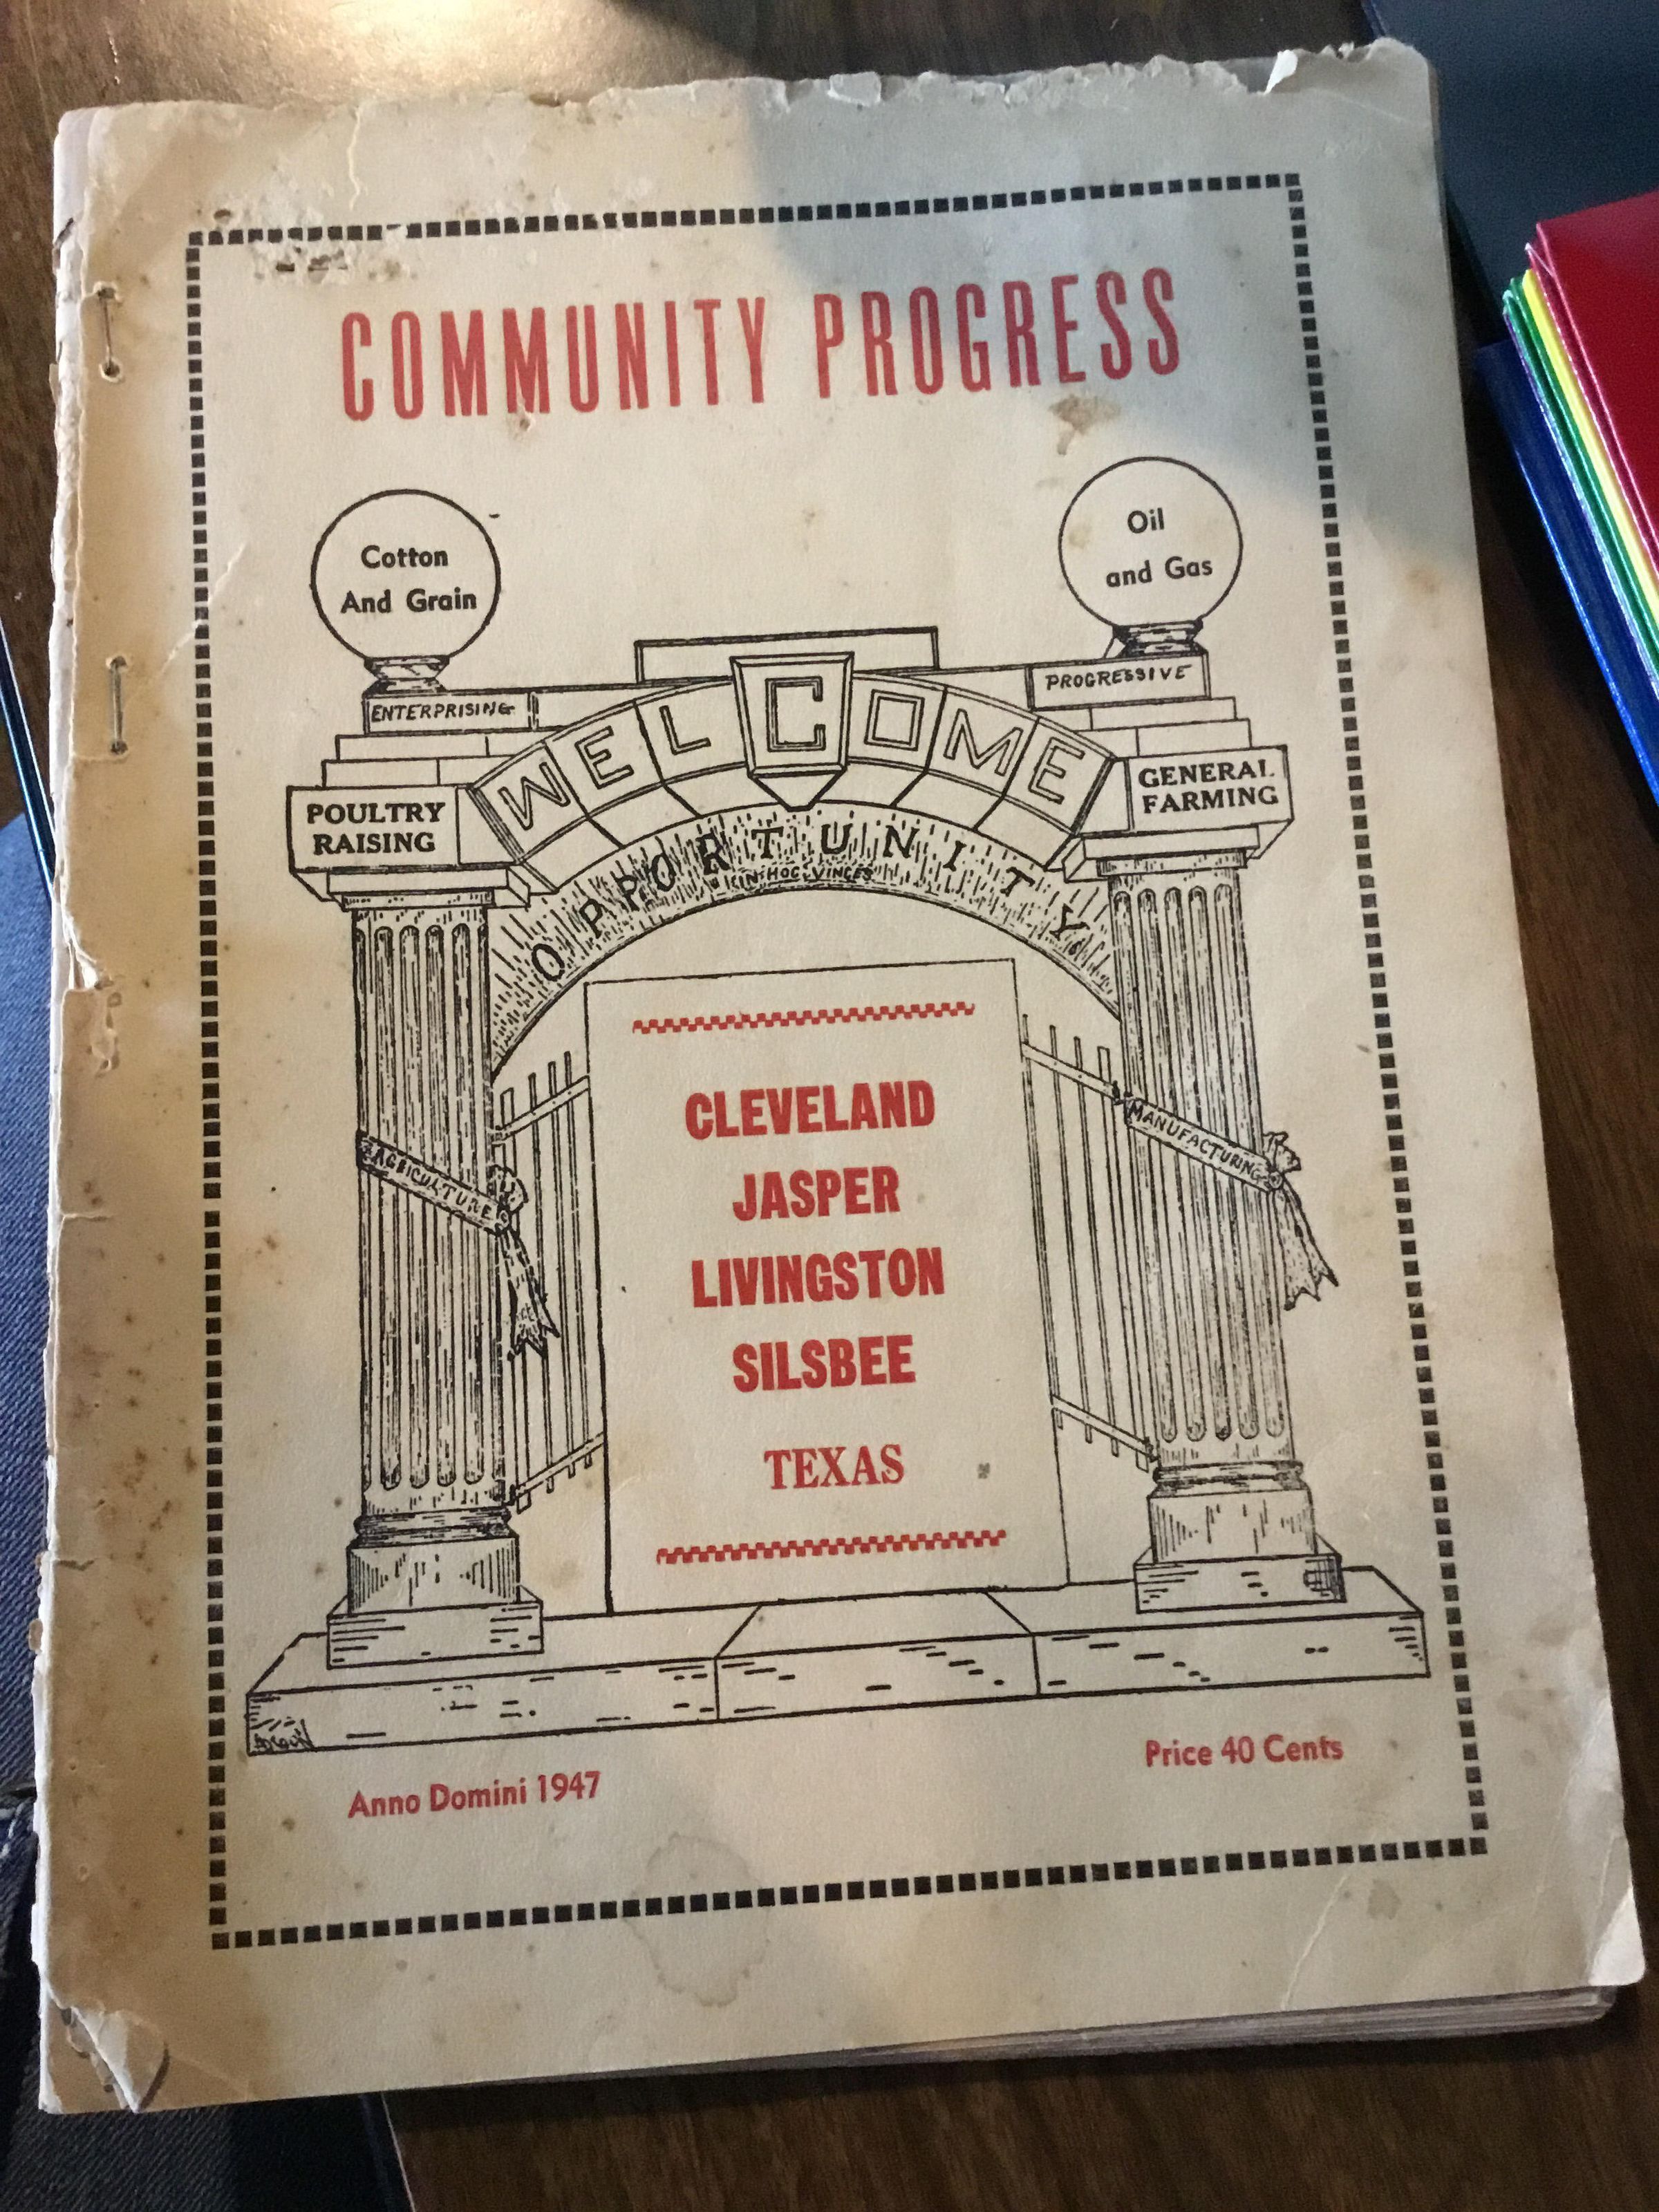 COMMUNITY PROGRESS
Cotton
And Grain
Oil
and Gas
ENTERPRISING
PROGRESSIVE
WELCOME
POULTRY
RAISING
GENERAL
FARMING
OPPORTUNITY
IN·HOC·VINCES
AGRICULTURE
MANUFACTURING
CLEVELAND
JASPER
LIVINGSTON
SILSBEE
TEXAS
Anno Domini 1947
Price 40 Cents